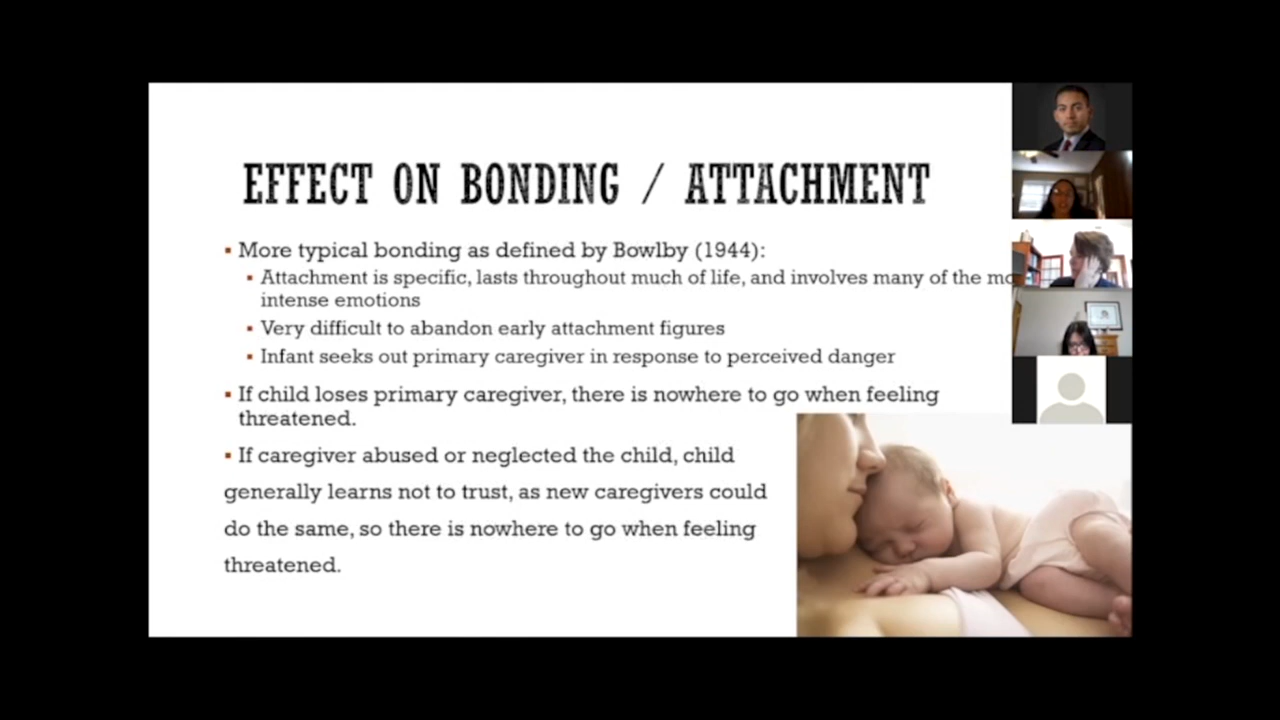 EFFECT ON BONDING / ATTACHMENT
▪ More typical bonding as defined by Bowlby (1944):
▪ Attachment is specific, lasts throughout much of life, and involves many of the
intense emotions
▪ Very difficult to abandon early attachment figures
▪ Infant seeks out primary caregiver in response to perceived danger
▪ If child loses primary caregiver, there is nowhere to go when feeling
threatened.
▪ If caregiver abused or neglected the child, child
generally learns not to trust, as new caregivers could
do the same, so there is nowhere to go when feeling
threatened.